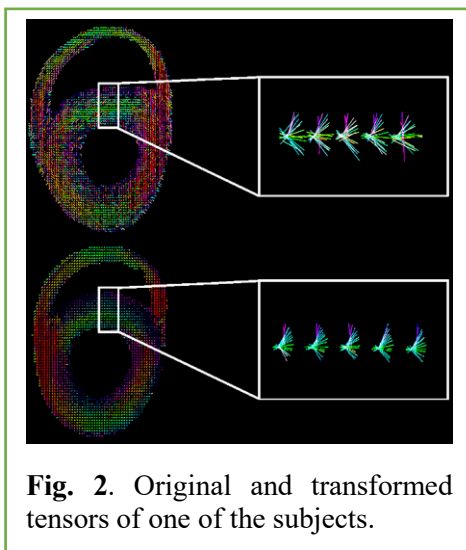 Fig. 2. Original and transformed
tensors of one of the subjects.